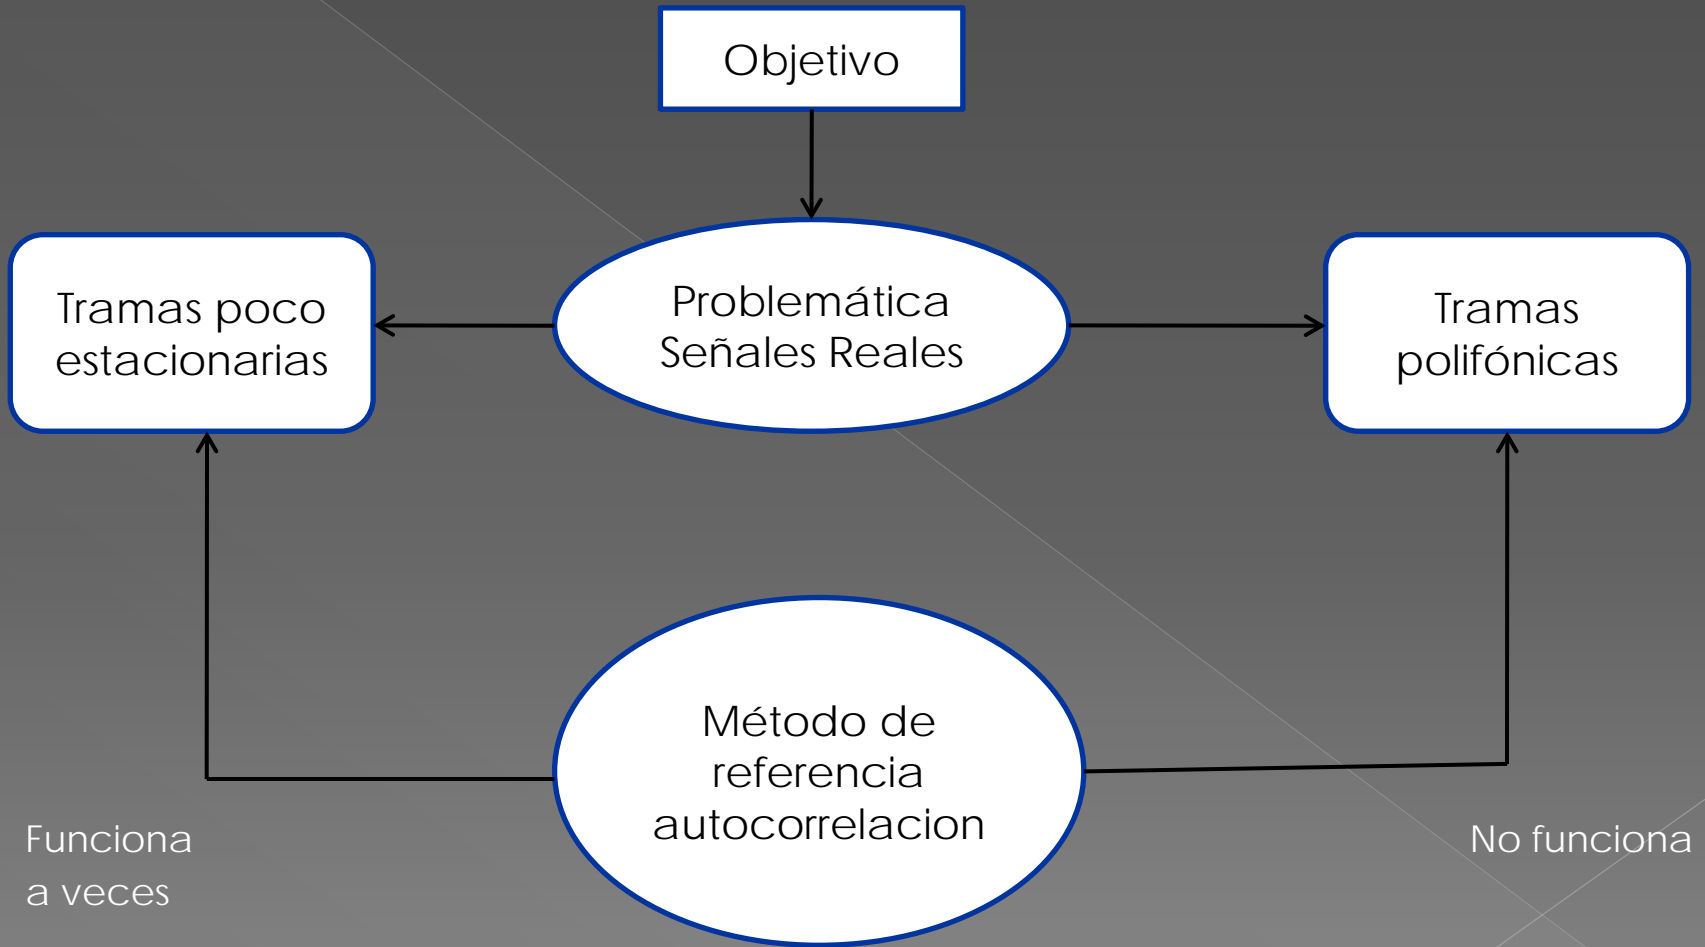 Objetivo
Tramas poco
estacionarias
Problemática
Señales Reales
Tramas
polifónicas
Método de
referencia
autocorrelacion
Funciona
a veces
No funciona